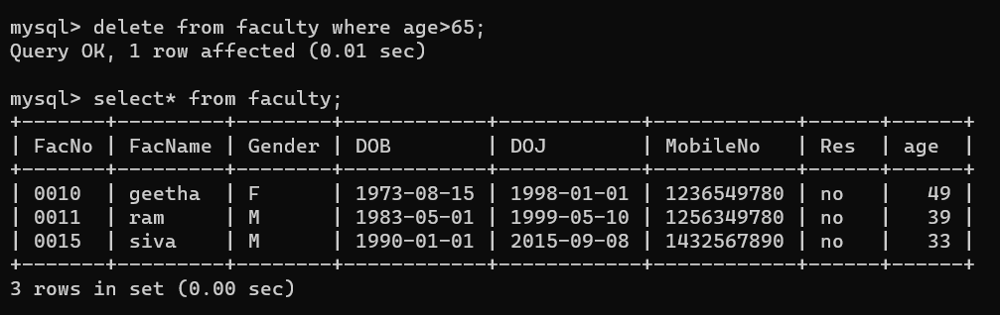 mysql> delete from faculty where age>65;
Query OK, 1 row affected (0.01 sec)
mysql> select* from faculty;
+-------+---------+--------+------------+------------+------------+------+------+
| FacNo | FacName | Gender | DOB        | DOJ        | MobileNo   | Res  | age  |
+-------+---------+--------+------------+------------+------------+------+------+
| 0010  | geetha  | F      | 1973-08-15 | 1998-01-01 | 1236549780 | no   |   49 |
| 0011  | ram     | M      | 1983-05-01 | 1999-05-10 | 1256349780 | no   |   39 |
| 0015  | siva    | M      | 1990-01-01 | 2015-09-08 | 1432567890 | no   |   33 |
+-------+---------+--------+------------+------------+------------+------+------+
3 rows in set (0.00 sec)